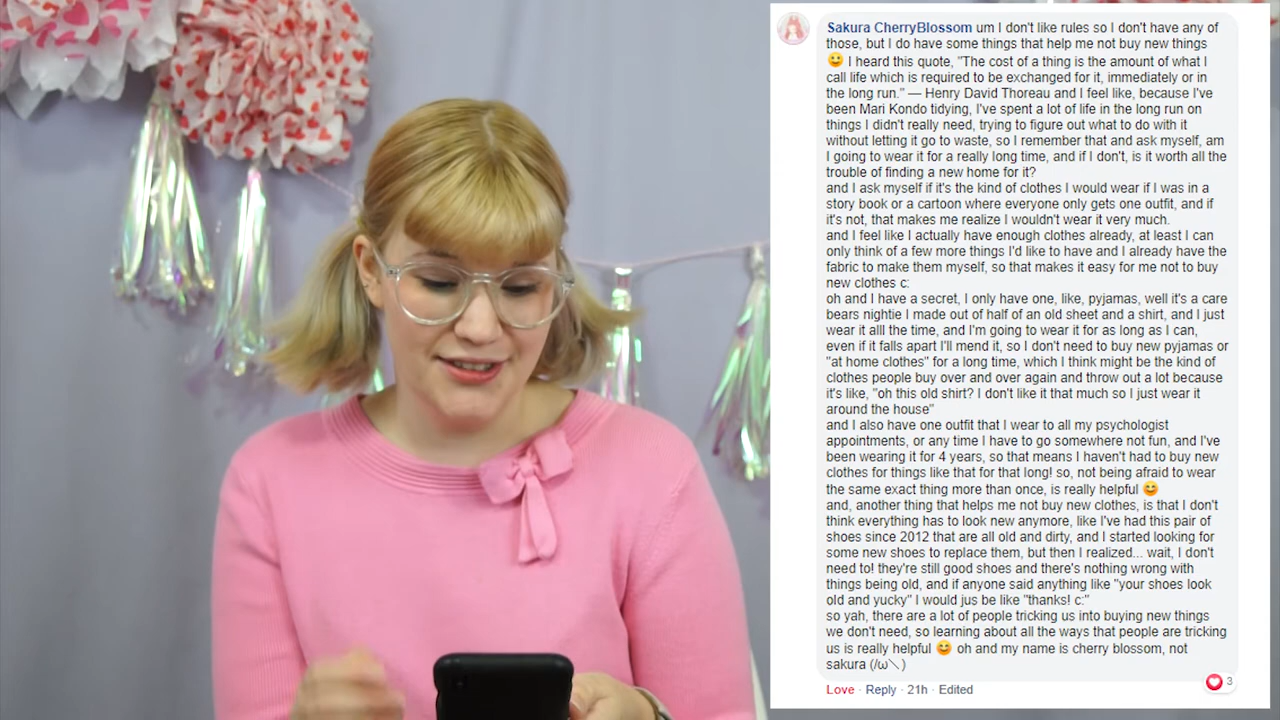 Sakura CherryBlossom um I don't like rules so I don't have any of
those, but I do have some things that help me not buy new things
😀 I heard this quote, "The cost of a thing is the amount of what I
call life which is required to be exchanged for it, immediately or in
the long run." — Henry David Thoreau and I feel like, because I've
been Mari Kondo tidying, I've spent a lot of life in the long run on
things I didn't really need, trying to figure out what to do with it
without letting it go to waste, so I remember that and ask myself, am
I going to wear it for a really long time, and if I don't, is it worth all the
trouble of finding a new home for it?
and I ask myself if it's the kind of clothes I would wear if I was in a
story book or a cartoon where everyone only gets one outfit, and if
it's not, that makes me realize I wouldn't wear it very much.
and I feel like I actually have enough clothes already, at least I can
only think of a few more things I'd like to have and I already have the
fabric to make them myself, so that makes it easy for me not to buy
new clothes c:
oh and I have a secret, I only have one, like, pyjamas, well it's a care
bears nightie I made out of half of an old sheet and a shirt, and I just
wear it alll the time, and I'm going to wear it for as long as I can,
even if it falls apart I'll mend it, so I don't need to buy new pyjamas or
"at home clothes" for a long time, which I think might be the kind of
clothes people buy over and over again and throw out a lot because
it's like, "oh this old shirt? I don't like it that much so I just wear it
around the house"
and I also have one outfit that I wear to all my psychologist
appointments, or any time I have to go somewhere not fun, and I've
been wearing it for 4 years, so that means I haven't had to buy new
clothes for things like that for that long! so, not being afraid to wear
the same exact thing more than once, is really helpful 😊
and, another thing that helps me not buy new clothes, is that I don't
think everything has to look new anymore, like I've had this pair of
shoes since 2012 that are all old and dirty, and I started looking for
some new shoes to replace them, but then I realized... wait, I don't
need to! they're still good shoes and there's nothing wrong with
things being old, and if anyone said anything like "your shoes look
old and yucky" I would jus be like "thanks! c:"
so yah, there are a lot of people tricking us into buying new things
we don't need, so learning about all the ways that people are tricking
us is really helpful 😊 oh and my name is cherry blossom, not
sakura (/ω＼)
Love · Reply · 21h · Edited
3